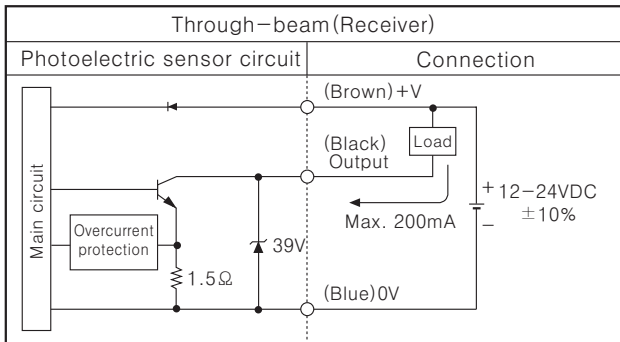 Through-beam(Receiver)
Photoelectric sensor circuit
Connection
(Brown)+V
(Black)
Output
Load
Main circuit
Overcurrent
protection
39V
1.5Ω
Max. 200mA
+ 12-24VDC
±10%
−
(Blue)0V